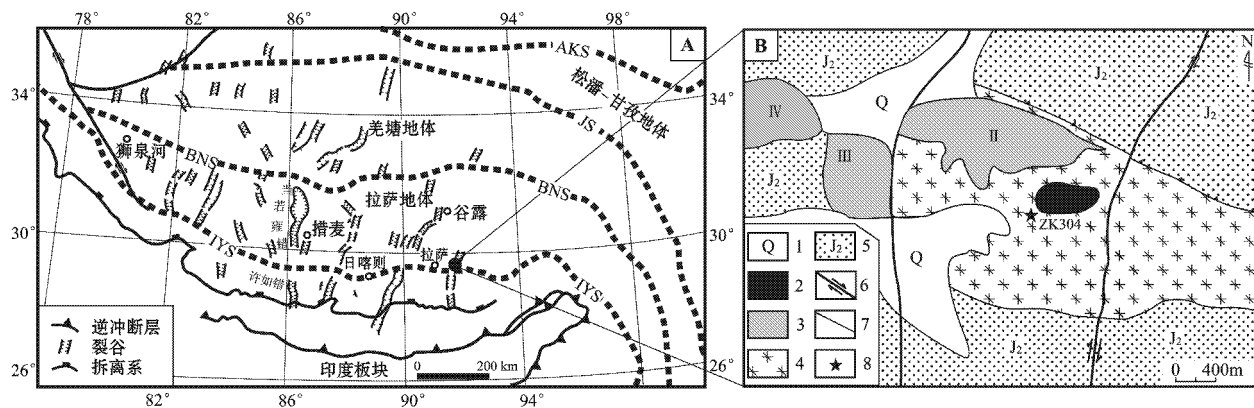 78° 82° 86° 90° 94° 98°
A
AKS
松潘-甘孜地体
JS
34° 34°
羌塘地体
狮泉河
BNS
BNS
拉萨地体
当若雍错
谷露
措麦
30° 30°
IYS
拉萨
日喀则
许如错
IYS
逆冲断层
裂谷
拆离系
印度板块
0 200 km
26° 26°
82° 86° 90° 94°
B
N
J₂ J₂
Q
IV
II
J₂
III
J₂
ZK304
Q
J₂
J₂
Q 1
J₂ 5
2
6
3
7
4
8
0 400m